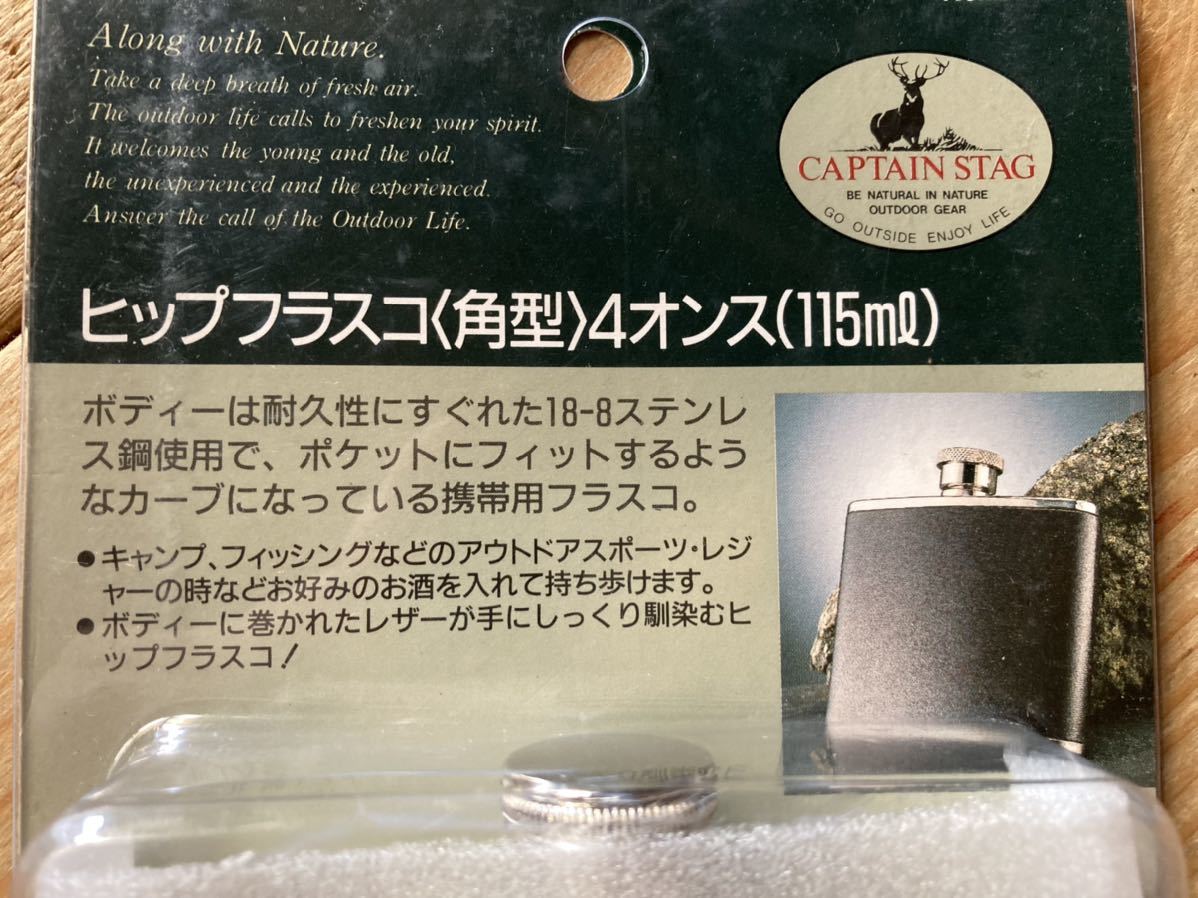 Along with Nature.
Take a deep breath of fresh air.
The outdoor life calls to freshen your spirit.
It welcomes the young and the old,
the unexperienced and the experienced.
Answer the call of the Outdoor Life.
CAPTAIN STAG
BE NATURAL IN NATURE
OUTDOOR GEAR
GO OUTSIDE ENJOY LIFE
ヒップフラスコ〈角型〉4オンス(115mℓ)
ボディーは耐久性にすぐれた18-8ステンレ
ス鋼使用で、ポケットにフィットするよう
なカーブになっている携帯用フラスコ。
●キャンプ、フィッシングなどのアウトドアスポーツ・レジ
ャーの時などお好みのお酒を入れて持ち歩けます。
●ボディーに巻かれたレザーが手にしっくり馴染むヒ
ップフラスコ!